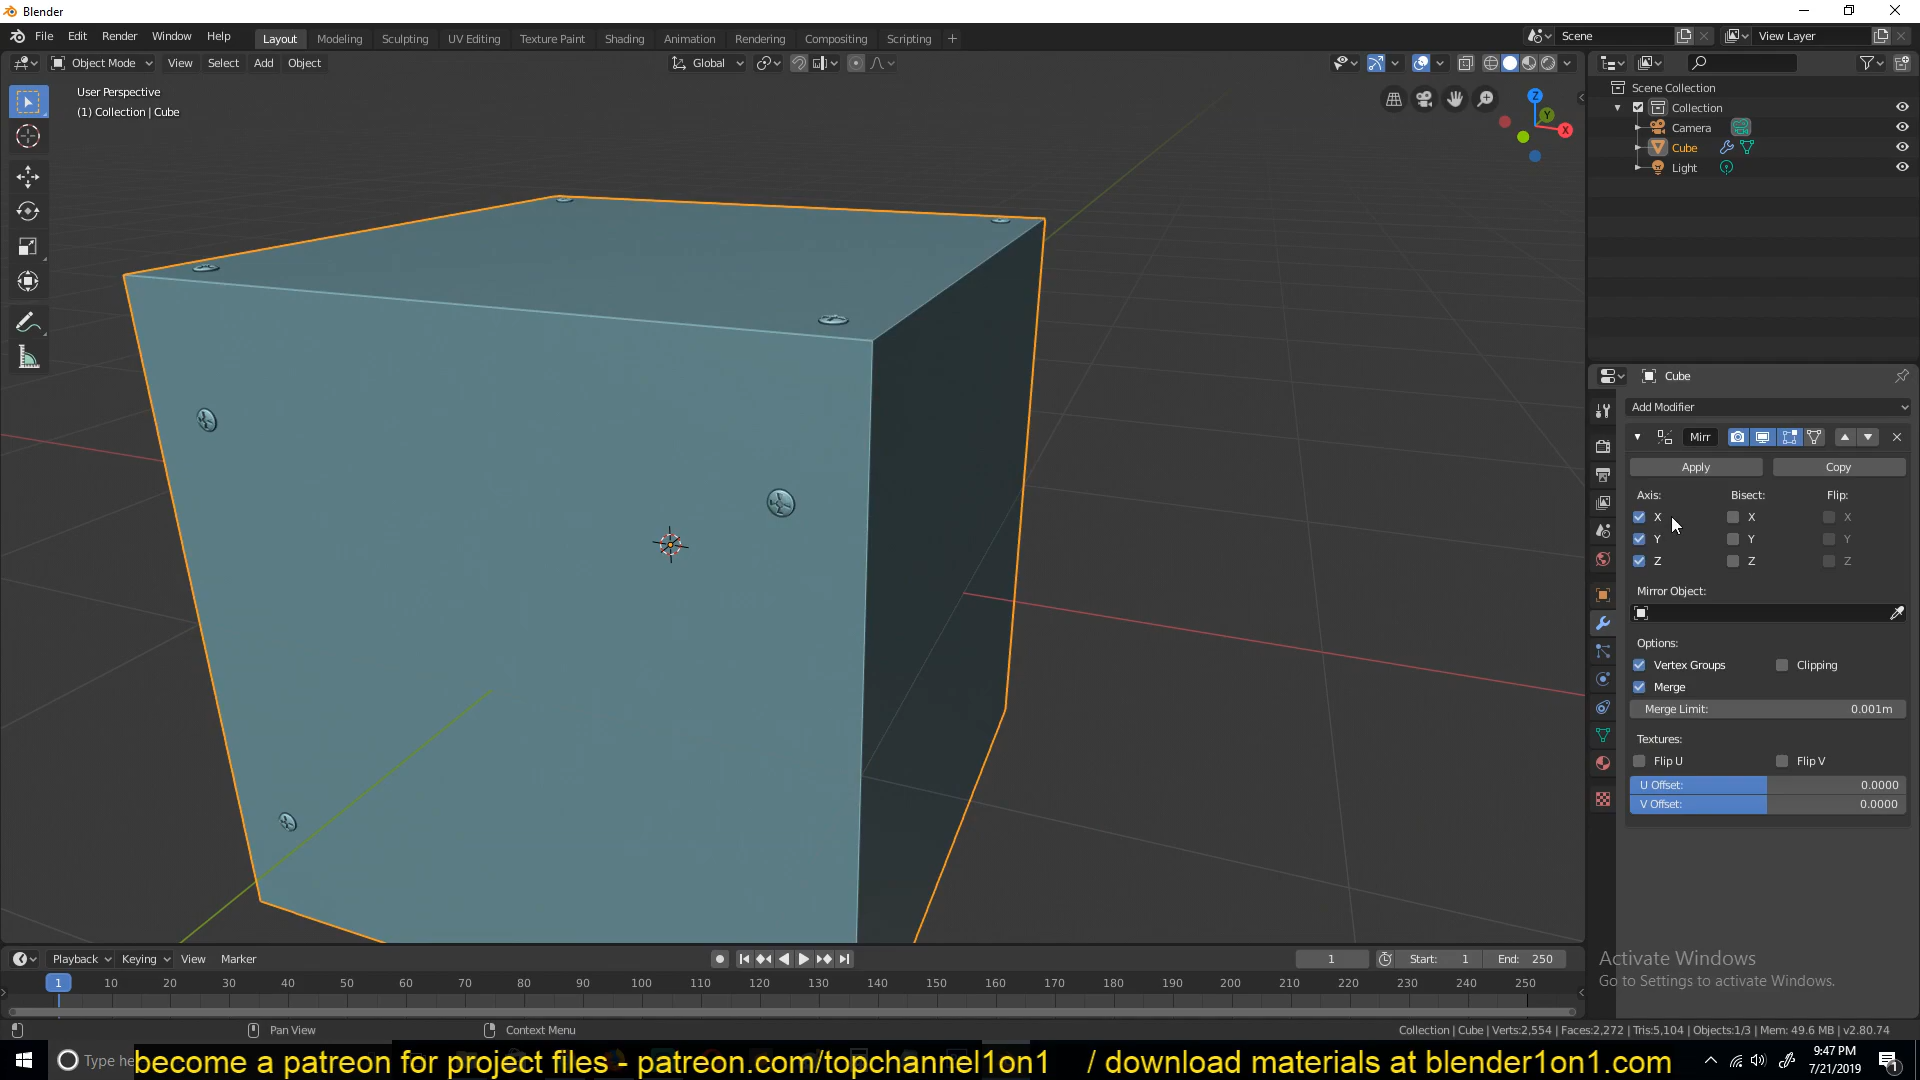 Blender
File Edit Render Window Help
Layout Modeling Sculpting UV Editing Texture Paint Shading Animation Rendering Compositing Scripting +
Scene
View Layer
Object Mode View Select Add Object
Global
User Perspective
(1) Collection | Cube
Z
Y
X
Scene Collection
Collection
Camera
Cube
Light
Cube
Add Modifier
Mirr
Apply Copy
Axis: Bisect: Flip:
X X X
Y Y Y
Z Z Z
Mirror Object:
Options:
Vertex Groups Clipping
Merge
Merge Limit: 0.001m
Textures:
Flip U Flip V
U Offset: 0.0000
V Offset: 0.0000
Activate Windows
Go to Settings to activate Windows.
Playback Keying View Marker
1 Start: 1 End: 250
1 10 20 30 40 50 60 70 80 90 100 110 120 130 140 150 160 170 180 190 200 210 220 230 240 250
Pan View Context Menu
Collection | Cube | Verts:2,554 | Faces:2,272 | Tris:5,104 | Objects:1/3 | Mem: 49.6 MB | v2.80.74
Type he
become a patreon for project files - patreon.com/topchannel1on1 / download materials at blender1on1.com
9:47 PM
7/21/2019
1